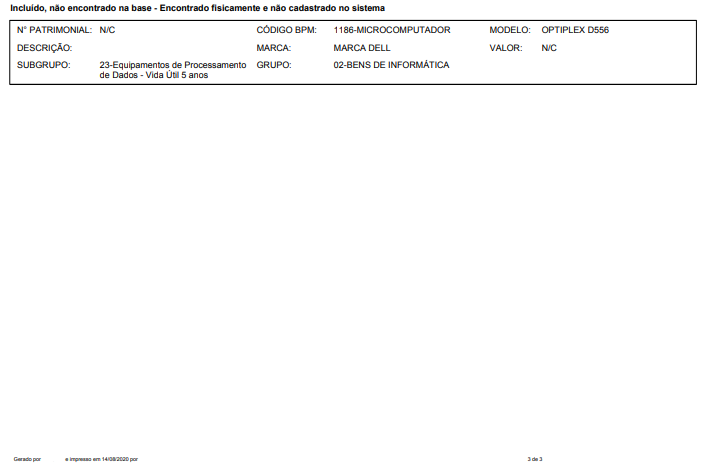 Incluído, não encontrado na base - Encontrado fisicamente e não cadastrado no sistema
N° PATRIMONIAL: N/C CÓDIGO BPM: 1186-MICROCOMPUTADOR MODELO: OPTIPLEX D556
DESCRIÇÃO: MARCA: MARCA DELL VALOR: N/C
SUBGRUPO: 23-Equipamentos de Processamento GRUPO: 02-BENS DE INFORMÁTICA
de Dados - Vida Útil 5 anos
Gerado por e impresso em 14/08/2020 por 3 de 3